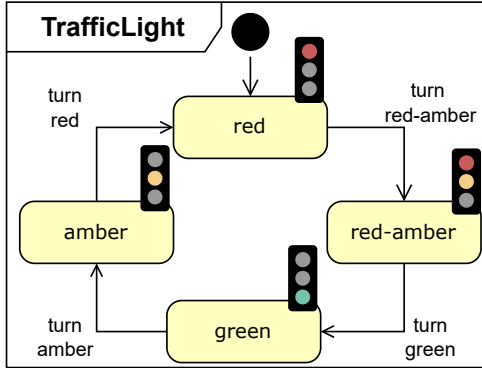 TrafficLight
turn
red
turn
red-amber
red
amber
red-amber
turn
amber
green
turn
green